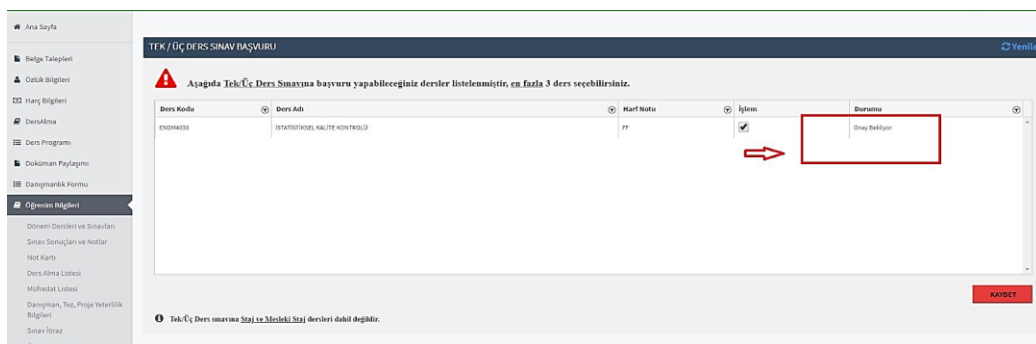 Ana Sayfa
Belge Talepleri
Özlük Bilgileri
Harç Bilgileri
DersAlma
Ders Programı
Doküman Paylaşımı
Danışmanlık Formu
Öğrenim Bilgileri
Dönem Dersleri ve Sınavları
Sınav Sonuçları ve Notlar
Not Kartı
Ders Alma Listesi
Müfredat Listesi
Danışman, Tez, Proje Yeterlilik
Bilgileri
Sınav İtiraz
TEK / ÜÇ DERS SINAV BAŞVURU
Yenile
Aşağıda Tek/Üç Ders Sınavına başvuru yapabileceğiniz dersler listelenmiştir, en fazla 3 ders seçebilirsiniz.
Ders Kodu Ders Adı Harf Notu İşlem Durumu
ENDM4030 İSTATİSTİKSEL KALİTE KONTROLÜ FF Onay Bekliyor
KAYDET
Tek/Üç Ders sınavına Staj ve Mesleki Staj dersleri dahil değildir.